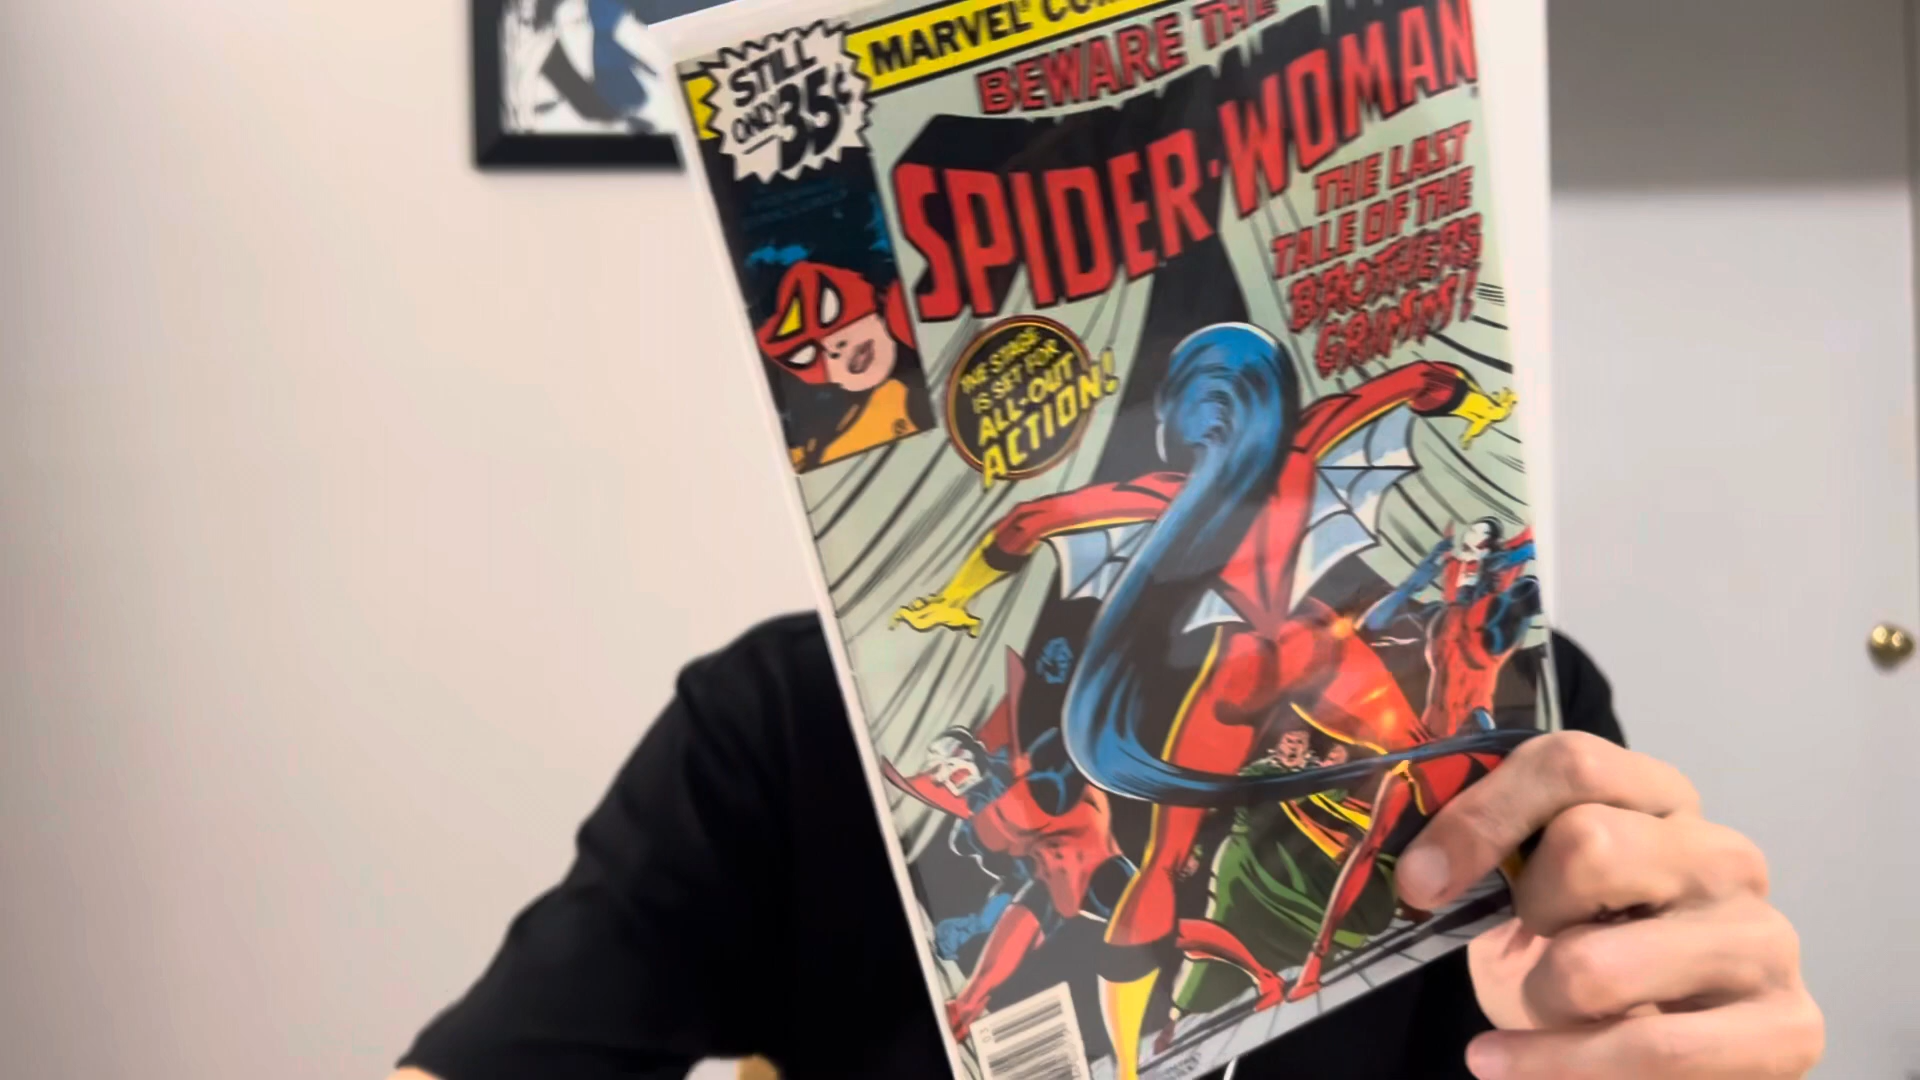 STILL
ONLY 35¢
MARVEL®
BEWARE THE
SPIDER-WOMAN
THE LAST
TALE OF THE
BROTHERS
GRIMM!
THE STAGE
IS SET FOR
ALL-OUT
ACTION!